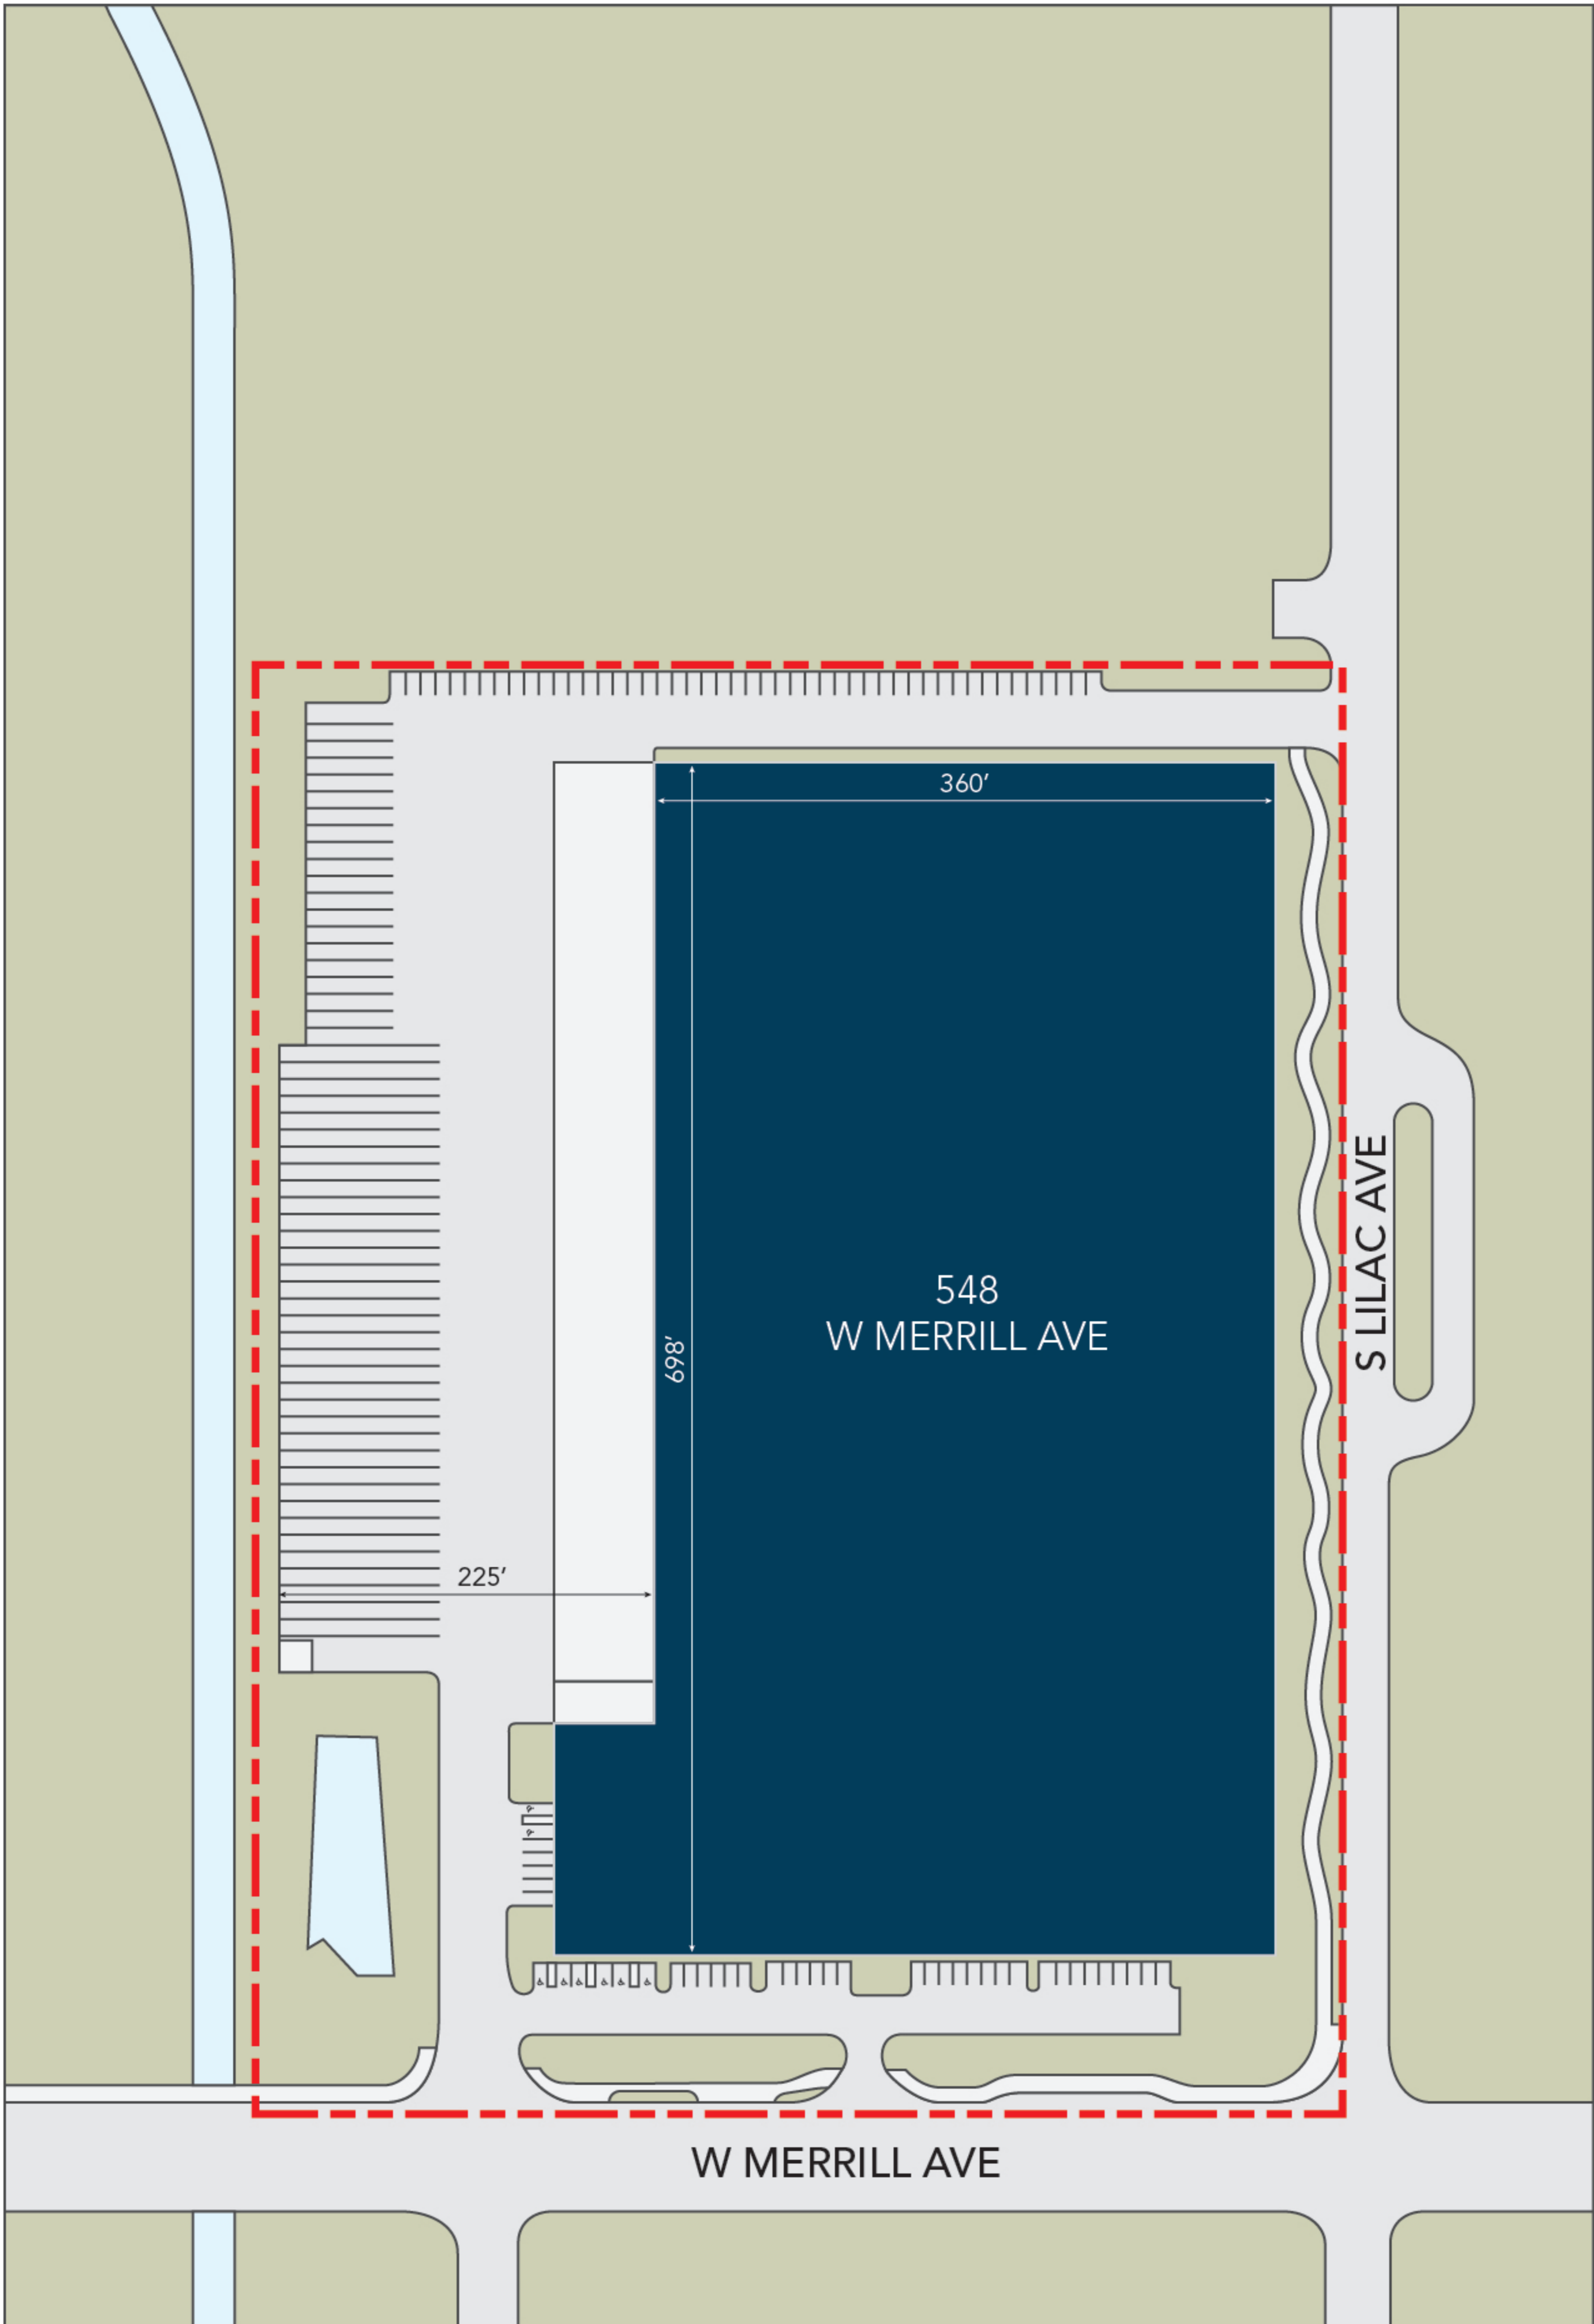 360’
548
W MERRILL AVE
698’
S LILAC AVE
225’
W MERRILL AVE